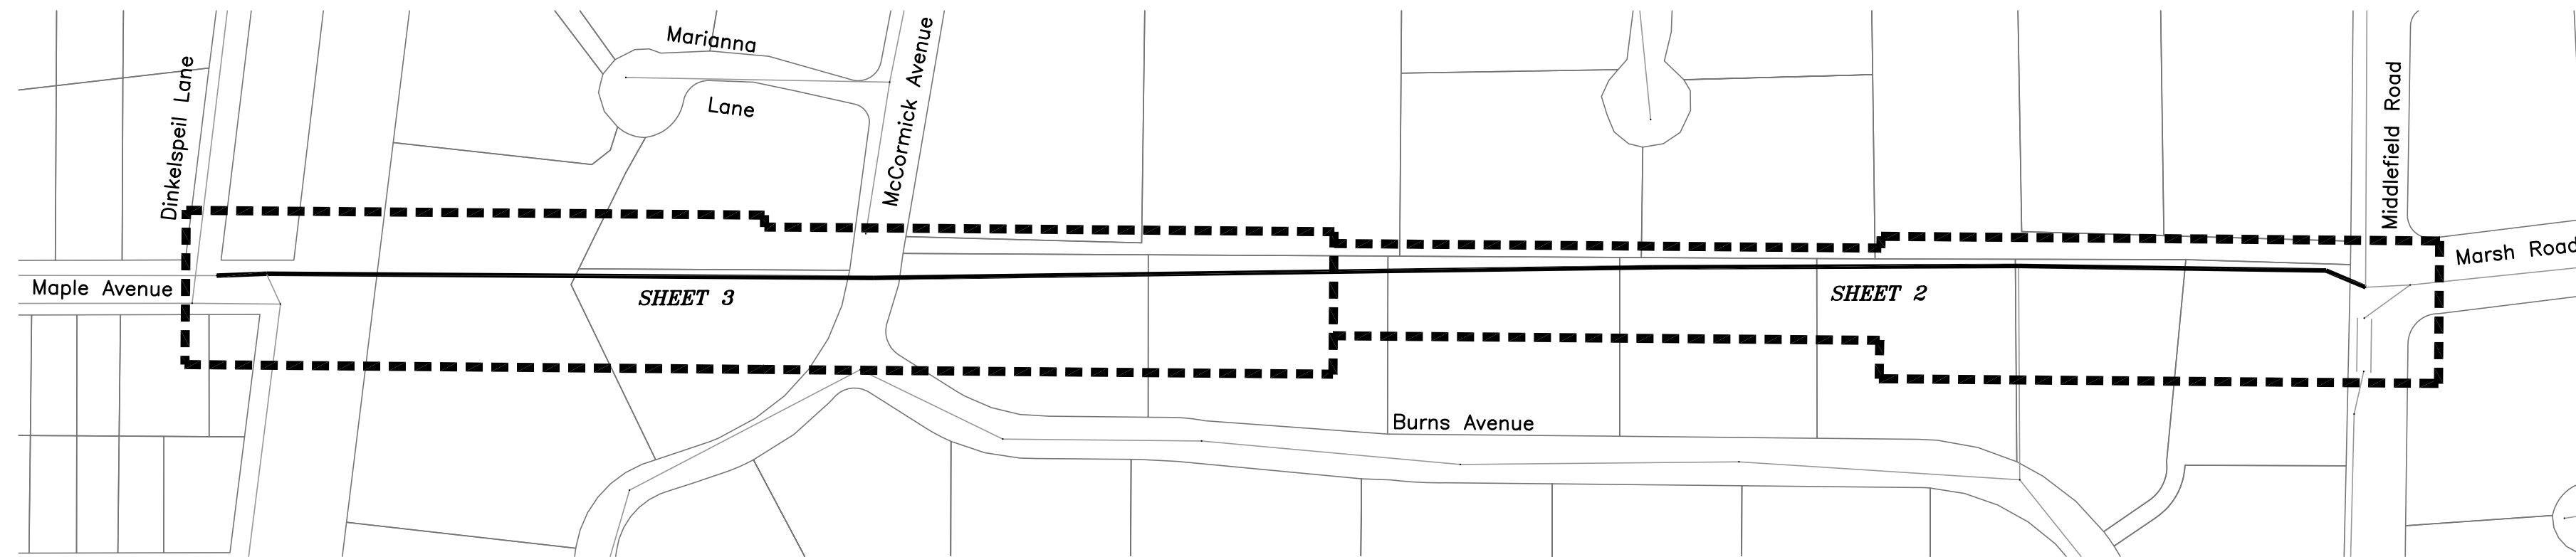 Marianna
Lane
Dinkelspeil Lane
McCormick Avenue
Middlefield Road
Marsh Road
Maple Avenue
SHEET 3
SHEET 2
Burns Avenue